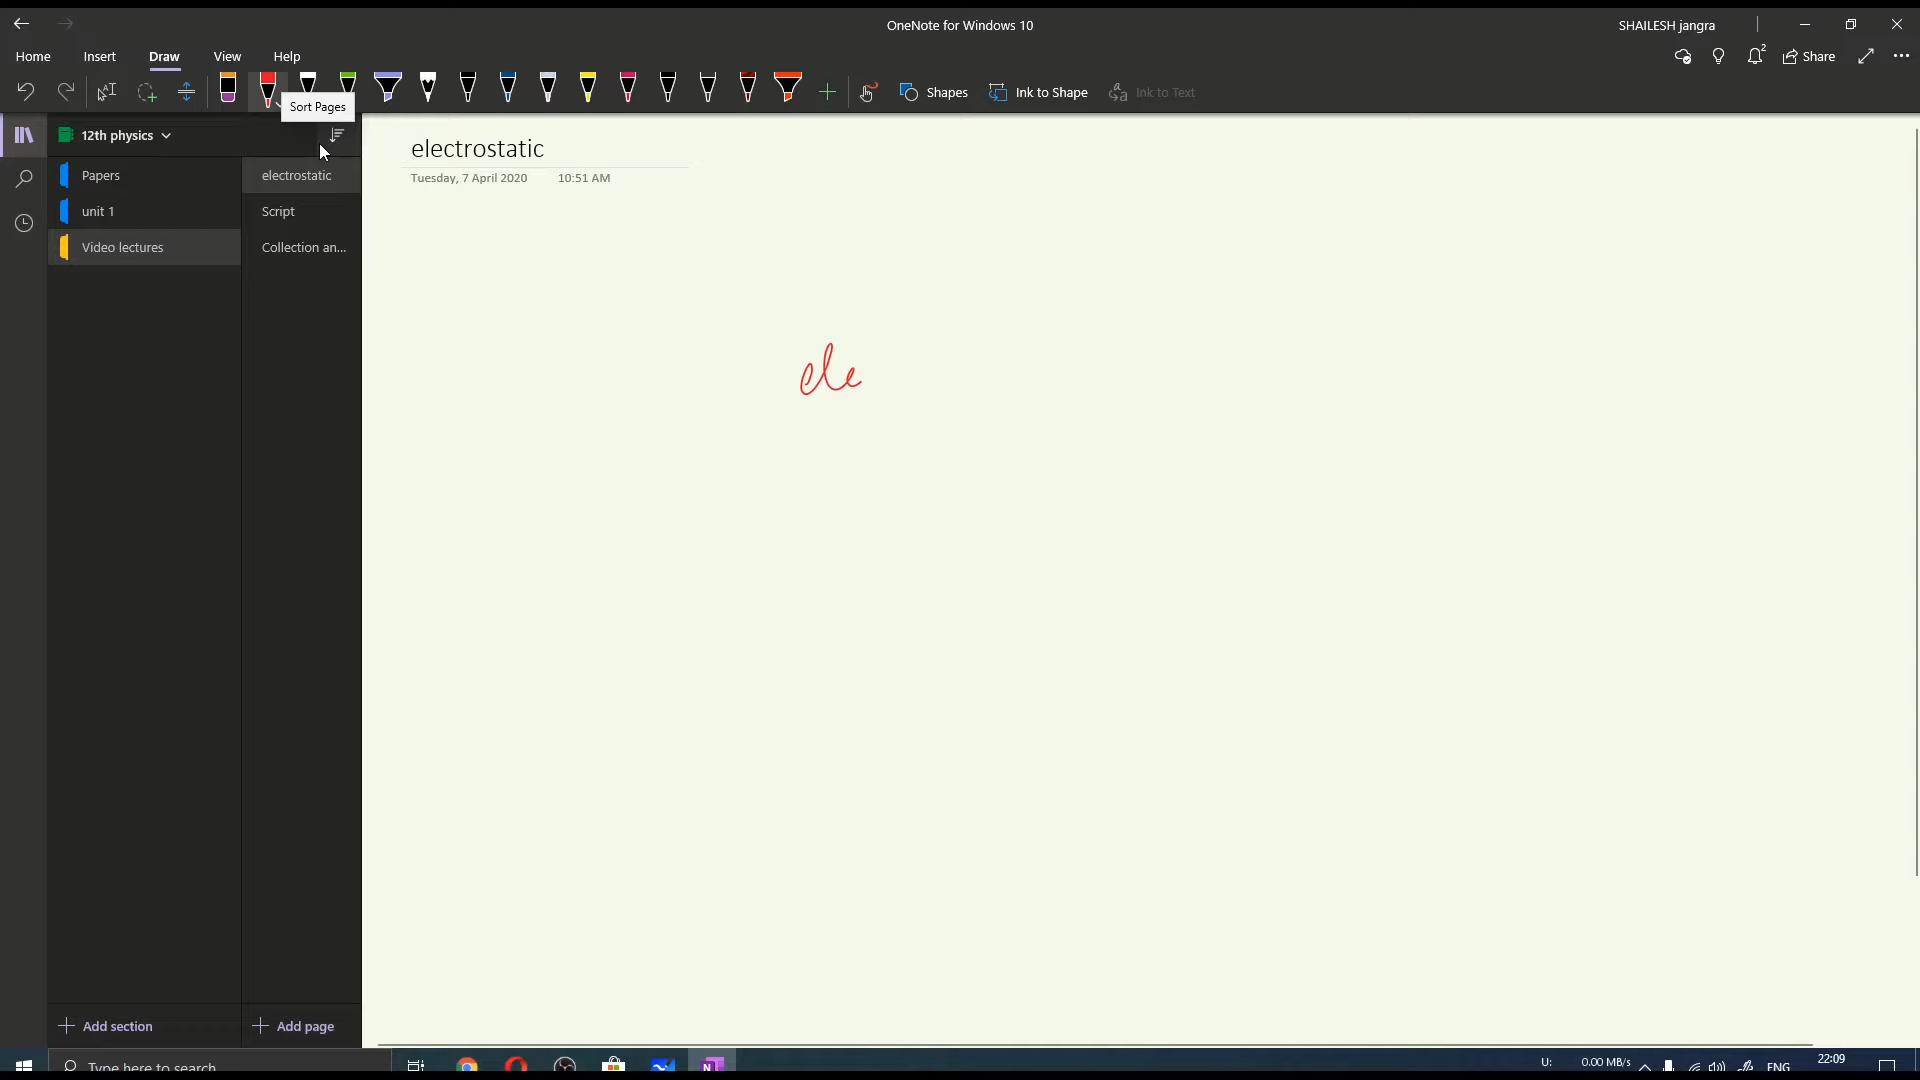 OneNote for Windows 10
SHAILESH jangra
Home Insert Draw View Help
Share
Sort Pages
Shapes
Ink to Shape
Ink to Text
12th physics
Papers
unit 1
Video lectures
electrostatic
Script
Collection an...
electrostatic
Tuesday, 7 April 2020 10:51 AM
ele
Add section
Add page
Type here to search
U: 0.00 MB/s
ENG
22:09